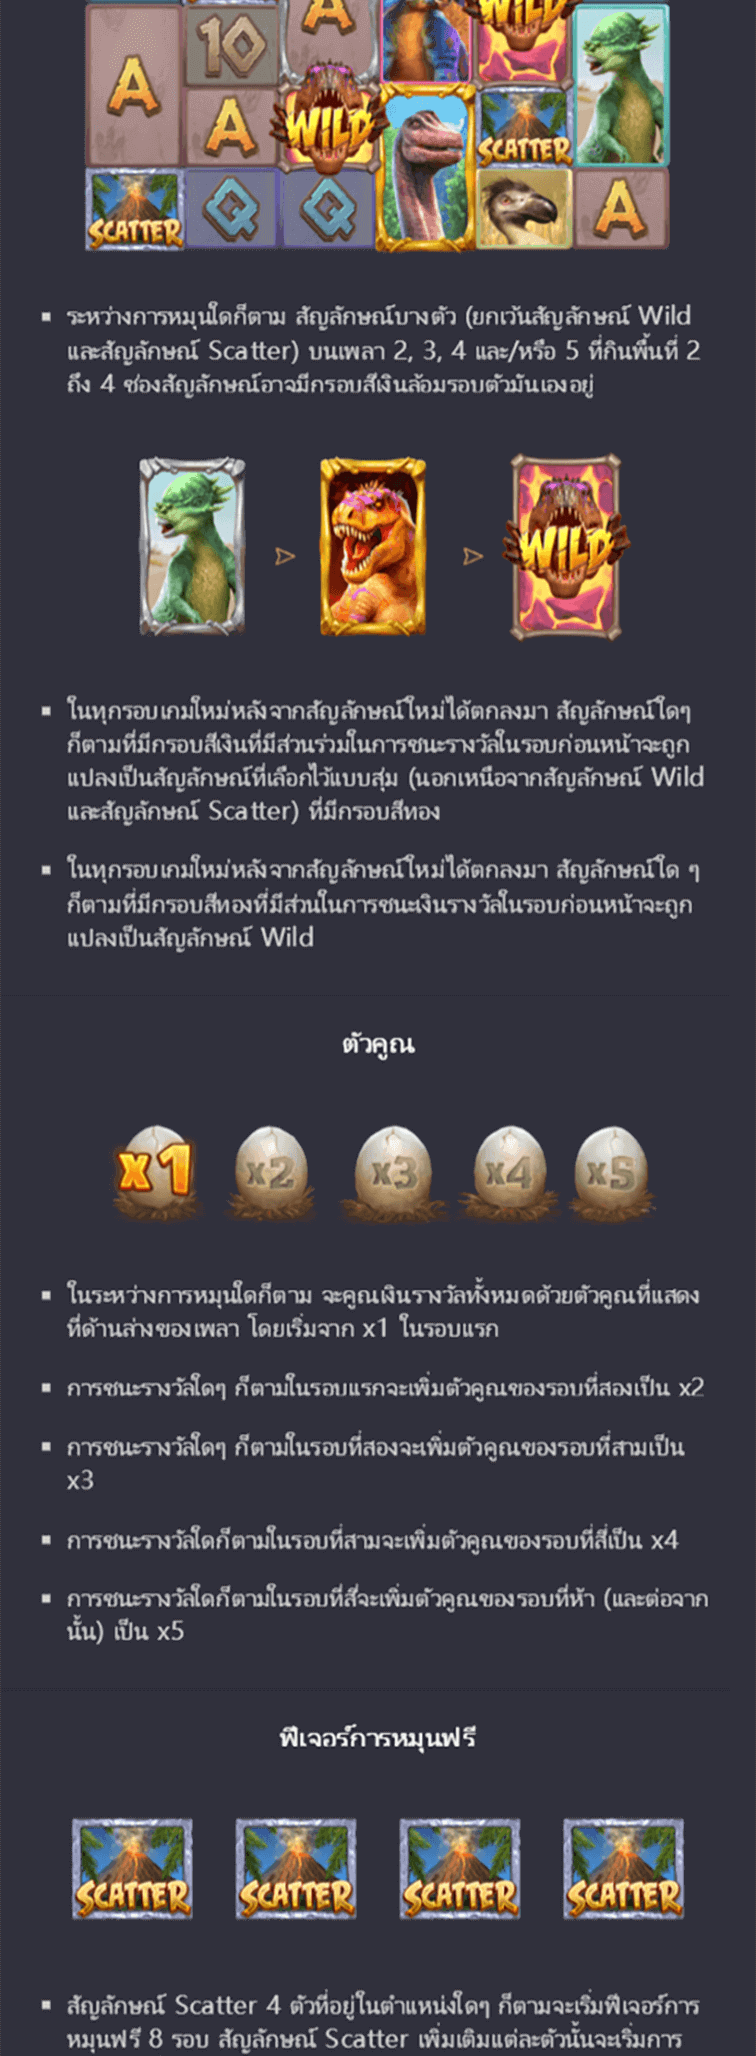 A
WILD
10
A
A
WILD
SCATTER
SCATTER
Q
Q
A
ระหว่างการหมุนใดก็ตาม สัญลักษณ์บางตัว (ยกเว้นสัญลักษณ์ Wild
และสัญลักษณ์ Scatter) บนเพลา 2, 3, 4 และ/หรือ 5 ที่กินพื้นที่ 2
ถึง 4 ช่องสัญลักษณ์อาจมีกรอบสีเงินล้อมรอบตัวมันเองอยู่
WILD
ในทุกรอบเกมใหม่หลังจากสัญลักษณ์ใหม่ได้ตกลงมา สัญลักษณ์ใดๆ
ก็ตามที่มีกรอบสีเงินที่มีส่วนร่วมในการชนะรางวัลในรอบก่อนหน้าจะถูก
แปลงเป็นสัญลักษณ์ที่เลือกไว้แบบสุ่ม (นอกเหนือจากสัญลักษณ์ Wild
และสัญลักษณ์ Scatter) ที่มีกรอบสีทอง
ในทุกรอบเกมใหม่หลังจากสัญลักษณ์ใหม่ได้ตกลงมา สัญลักษณ์ใด ๆ
ก็ตามที่มีกรอบสีทองที่มีส่วนในการชนะเงินรางวัลในรอบก่อนหน้าจะถูก
แปลงเป็นสัญลักษณ์ Wild
ตัวคูณ
x1 x2 x3 x4 x5
ในระหว่างการหมุนใดก็ตาม จะคูณเงินรางวัลทั้งหมดด้วยตัวคูณที่แสดง
ที่ด้านล่างของเพลา โดยเริ่มจาก x1 ในรอบแรก
การชนะรางวัลใดๆ ก็ตามในรอบแรกจะเพิ่มตัวคูณของรอบที่สองเป็น x2
การชนะรางวัลใดๆ ก็ตามในรอบที่สองจะเพิ่มตัวคูณของรอบที่สามเป็น
x3
การชนะรางวัลใดก็ตามในรอบที่สามจะเพิ่มตัวคูณของรอบที่สี่เป็น x4
การชนะรางวัลใดก็ตามในรอบที่สี่จะเพิ่มตัวคูณของรอบที่ห้า (และต่อจาก
นั้น) เป็น x5
ฟีเจอร์การหมุนฟรี
SCATTER SCATTER SCATTER SCATTER
สัญลักษณ์ Scatter 4 ตัวที่อยู่ในตำแหน่งใดๆ ก็ตามจะเริ่มฟีเจอร์การ
หมุนฟรี 8 รอบ สัญลักษณ์ Scatter เพิ่มเติมแต่ละตัวนั้นจะเริ่มการ